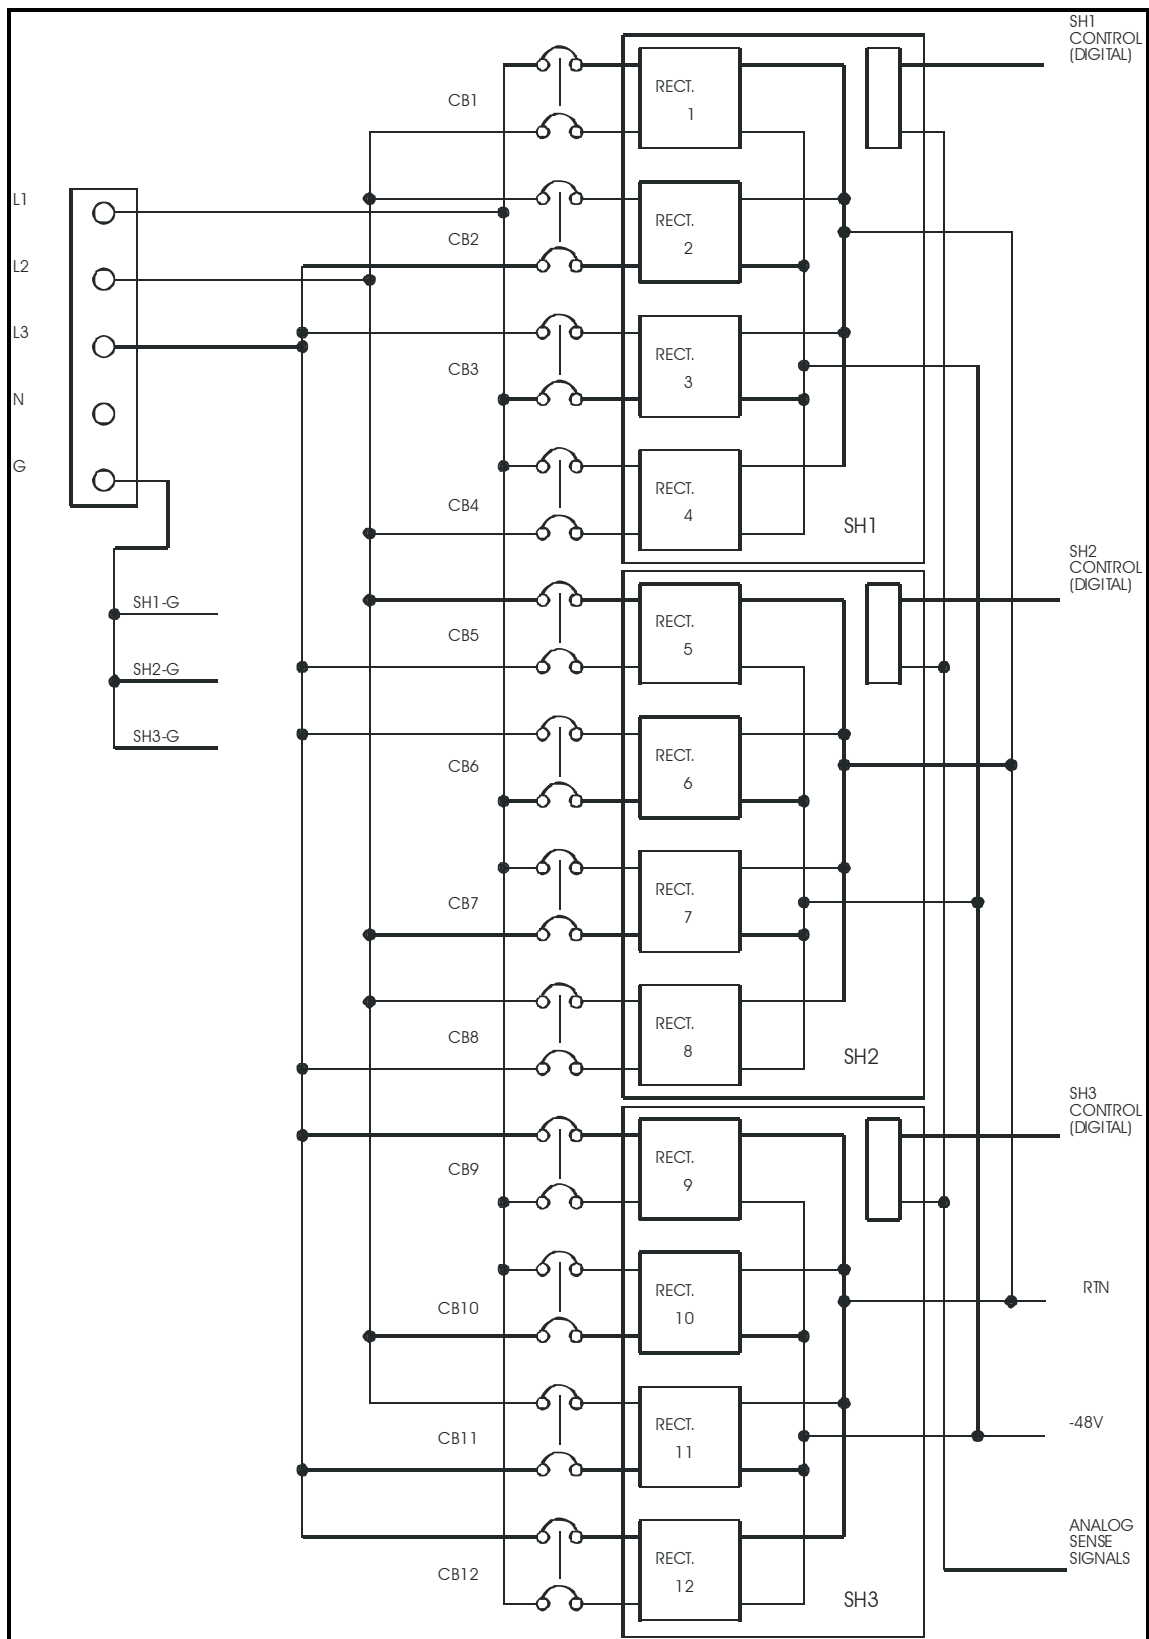 SH1
CONTROL
(DIGITAL)
RECT.
1
CB1
L1
RECT.
2
CB2
L2
L3
RECT.
3
CB3
N
G
RECT.
4
CB4
SH1
SH2
CONTROL
(DIGITAL)
SH1-G
RECT.
5
CB5
SH2-G
SH3-G
RECT.
6
CB6
RECT.
7
CB7
RECT.
8
CB8
SH2
SH3
CONTROL
(DIGITAL)
RECT.
9
CB9
RECT.
10
CB10
RTN
RECT.
11
CB11
-48V
ANALOG
SENSE
SIGNALS
RECT.
12
CB12
SH3